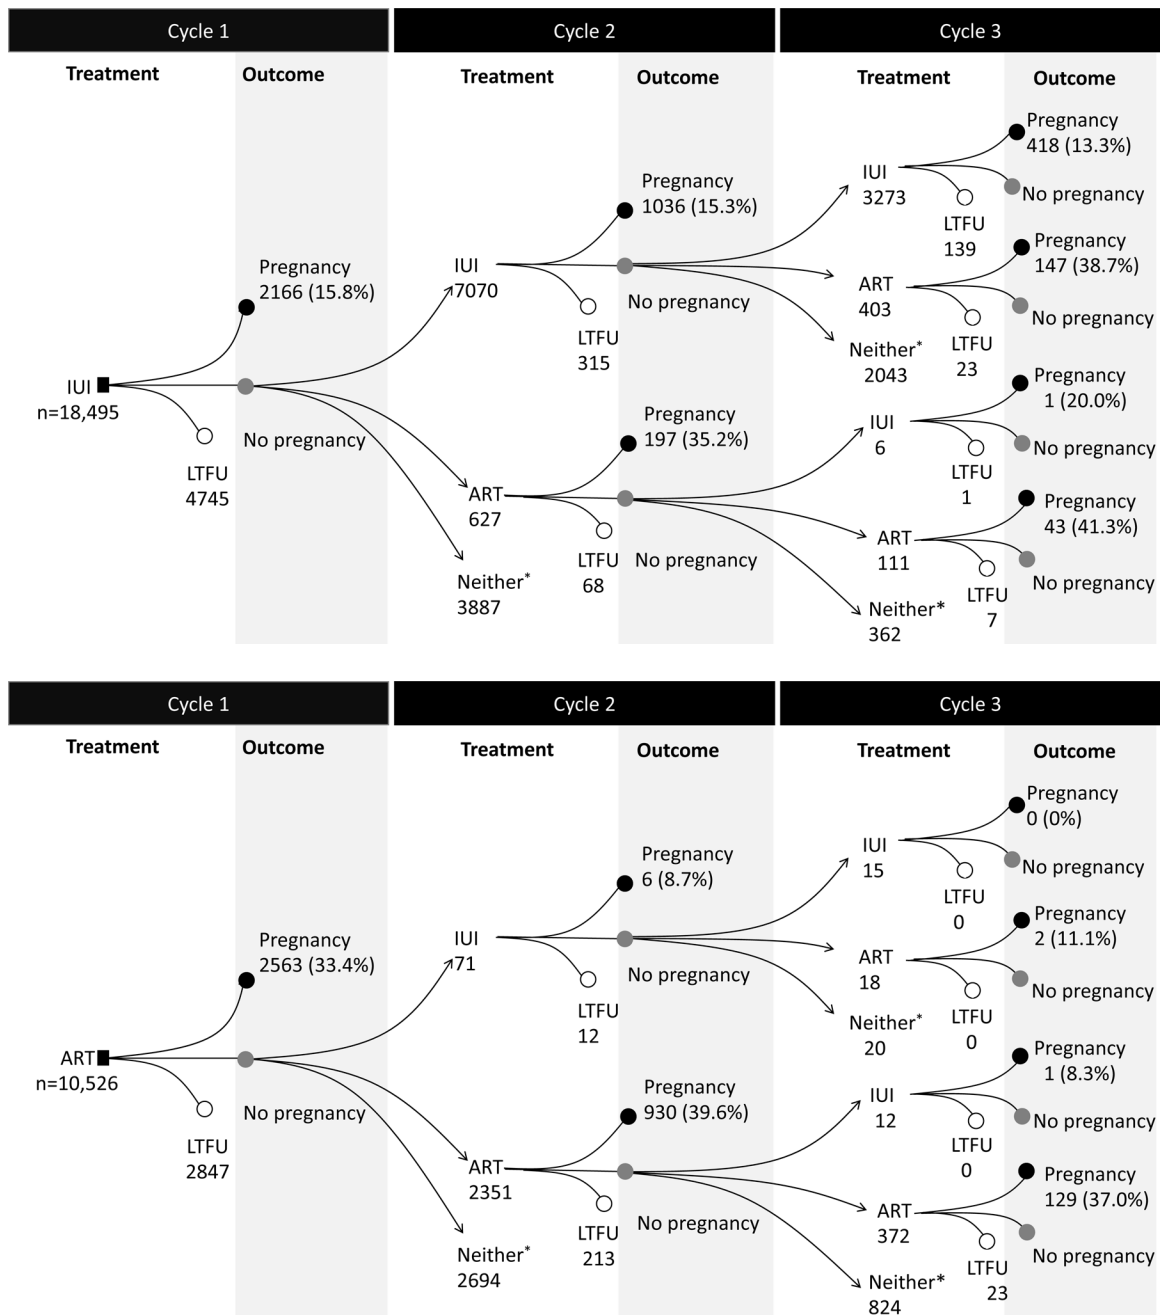 Cycle 1
Cycle 2
Cycle 3
Treatment
Outcome
Treatment
Outcome
Treatment
Outcome
IUI
n=18,495
Pregnancy
2166 (15.8%)
LTFU
4745
No pregnancy
IUI
7070
Pregnancy
1036 (15.3%)
LTFU
315
No pregnancy
ART
627
Pregnancy
197 (35.2%)
LTFU
68
No pregnancy
Neither*
3887
IUI
3273
Pregnancy
418 (13.3%)
LTFU
139
No pregnancy
ART
403
Pregnancy
147 (38.7%)
LTFU
23
No pregnancy
Neither*
2043
IUI
6
Pregnancy
1 (20.0%)
LTFU
1
No pregnancy
ART
111
Pregnancy
43 (41.3%)
LTFU
7
No pregnancy
Neither*
362
Cycle 1
Cycle 2
Cycle 3
Treatment
Outcome
Treatment
Outcome
Treatment
Outcome
ART
n=10,526
Pregnancy
2563 (33.4%)
LTFU
2847
No pregnancy
IUI
71
Pregnancy
6 (8.7%)
LTFU
12
No pregnancy
ART
2351
Pregnancy
930 (39.6%)
LTFU
213
No pregnancy
Neither*
2694
IUI
15
Pregnancy
0 (0%)
LTFU
0
No pregnancy
ART
18
Pregnancy
2 (11.1%)
LTFU
0
No pregnancy
Neither*
20
IUI
12
Pregnancy
1 (8.3%)
LTFU
0
No pregnancy
ART
372
Pregnancy
129 (37.0%)
LTFU
23
No pregnancy
Neither*
824